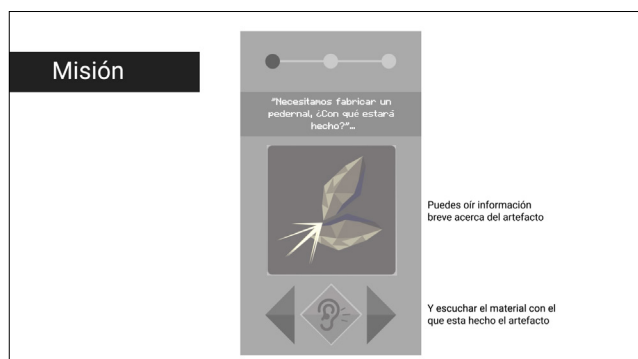 Misión
"Necesitamos fabricar un
pedernal, ¿Con qué estará
hecho?"...
Puedes oír información
breve acerca del artefacto
Y escuchar el material con el
que esta hecho el artefacto